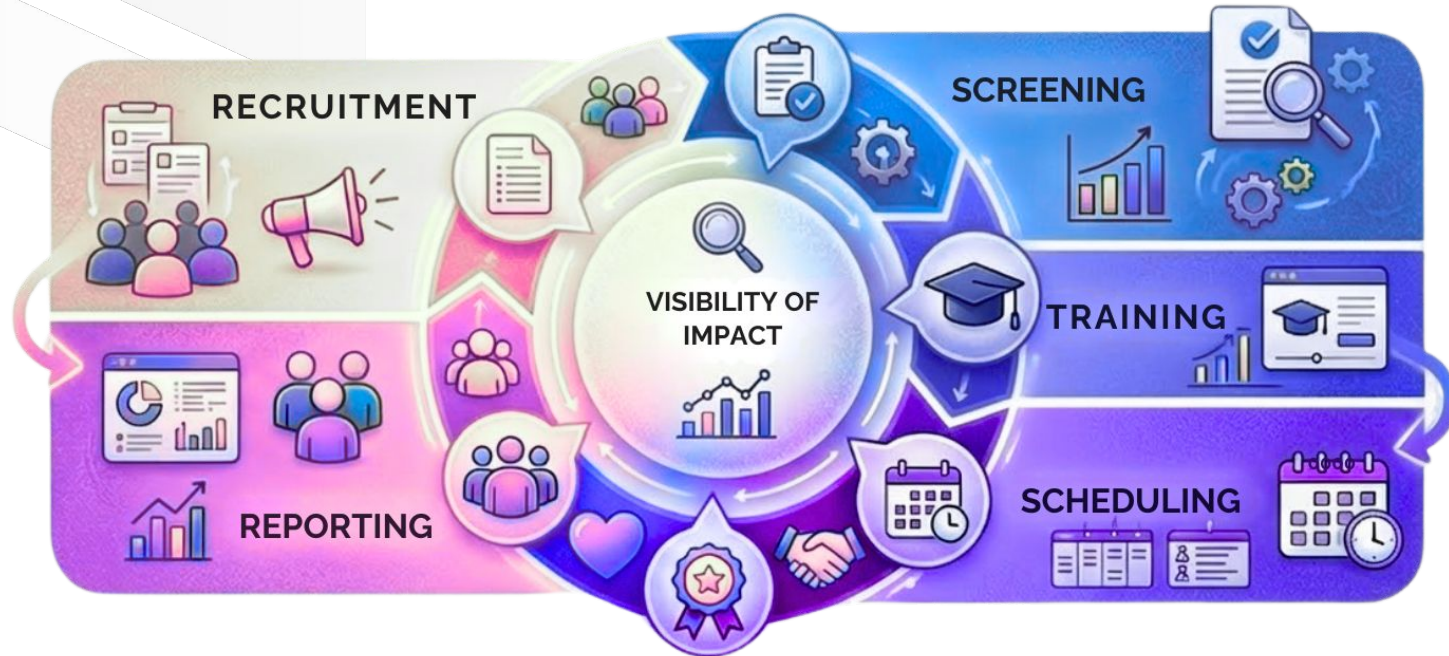 RECRUITMENT
SCREENING
VISIBILITY OF
IMPACT
TRAINING
REPORTING
SCHEDULING